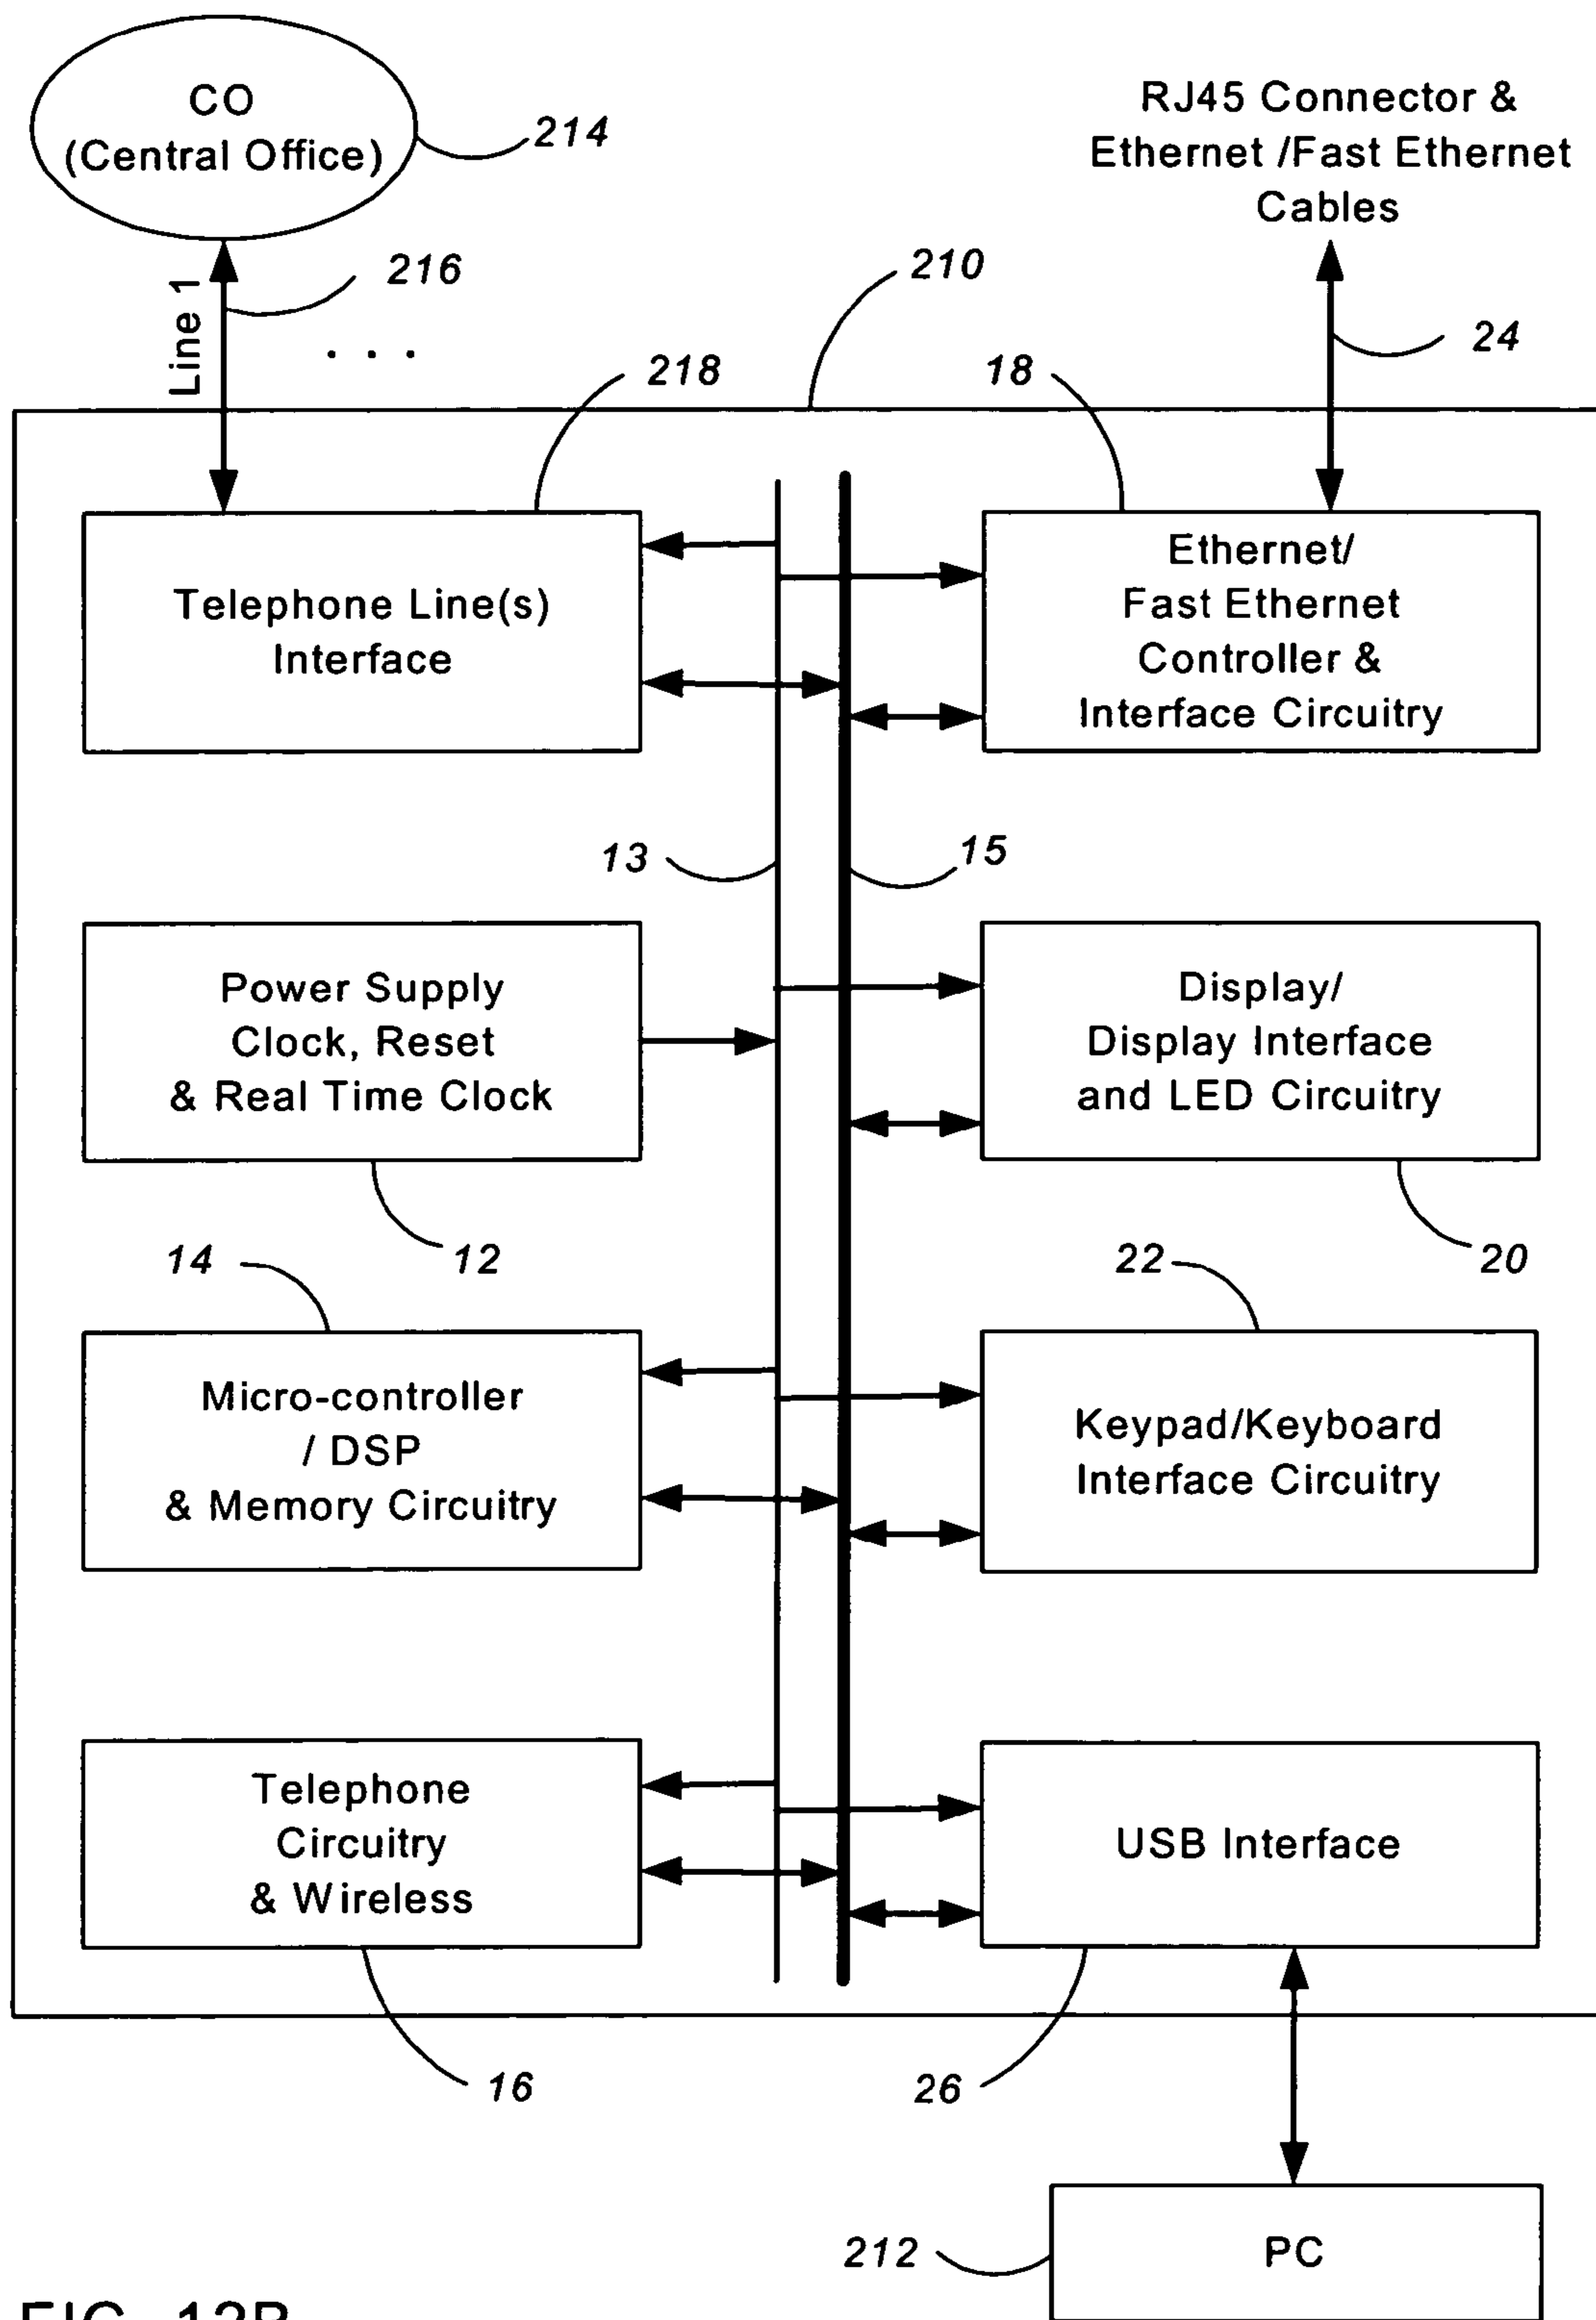 CO
(Central Office)
214
RJ45 Connector &
Ethernet /Fast Ethernet
Cables
Line 1
216
. . .
210
24
218
18
Telephone Line(s)
Interface
Ethernet/
Fast Ethernet
Controller &
Interface Circuitry
13
15
Power Supply
Clock, Reset
& Real Time Clock
Display/
Display Interface
and LED Circuitry
12
20
14
22
Micro-controller
/ DSP
& Memory Circuitry
Keypad/Keyboard
Interface Circuitry
Telephone
Circuitry
& Wireless
USB Interface
16
26
212
PC
FIG. 12B